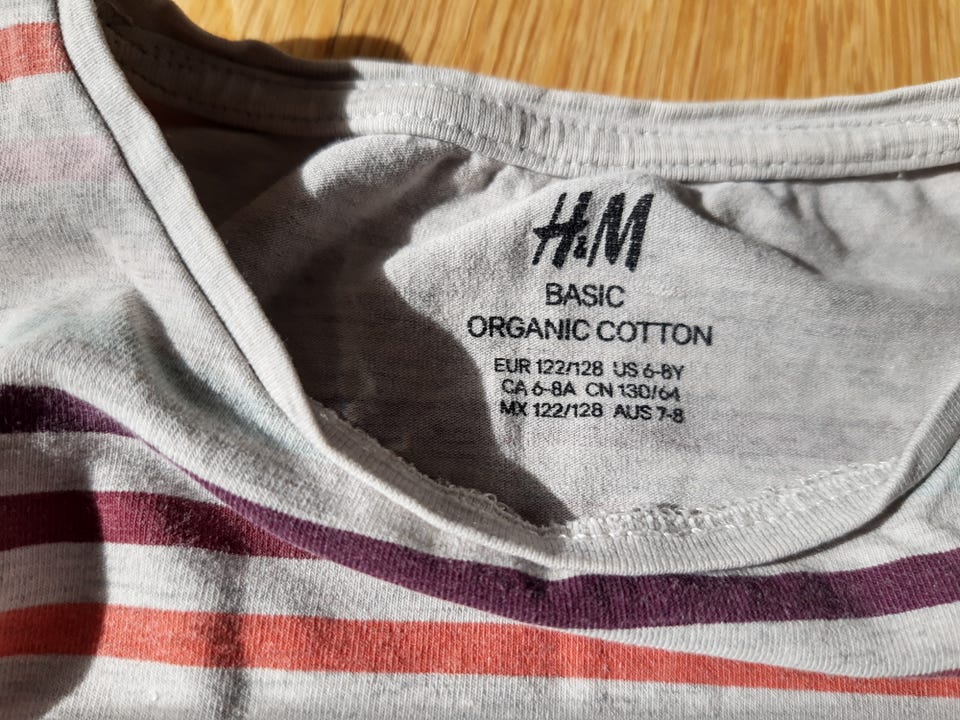 H&M
BASIC
ORGANIC COTTON
EUR 122/128 US 6-8Y
CA 6-8A CN 130/64
MX 122/128 AUS 7-8